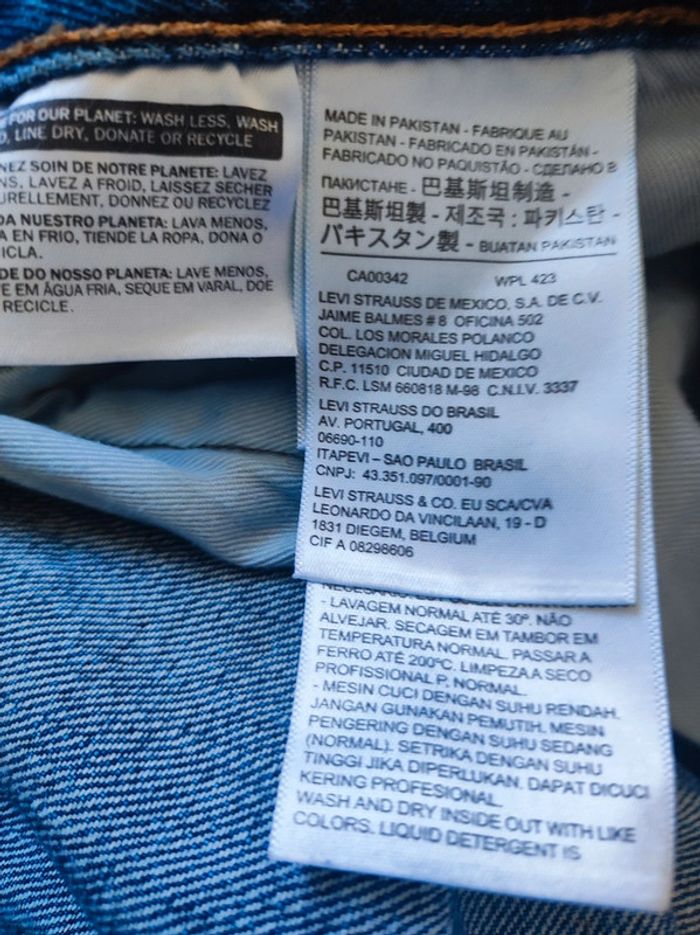 FOR OUR PLANET: WASH LESS, WASH
LINE DRY, DONATE OR RECYCLE
SOIN DE NOTRE PLANETE: LAVEZ
LAVEZ A FROID, LAISSEZ SECHER
DONNEZ OU RECYCLEZ
NUESTRO PLANETA: LAVA MENOS,
EN FRIO, TIENDE LA ROPA, DONA O
DO NOSSO PLANETA: LAVE MENOS,
EM ÁGUA FRIA, SEQUE EM VARAL, DOE
RECICLE.
MADE IN PAKISTAN - FABRIQUE AU
PAKISTAN - FABRICADO EN PAKISTÁN -
FABRICADO NO PAQUISTÃO - СДЕЛАНО В
ПАКИСТАНЕ - 巴基斯坦制造 -
巴基斯坦製 - 제조국 : 파키스탄 -
パキスタン製 - BUATAN PAKISTAN
CA00342 WPL 423
LEVI STRAUSS DE MEXICO, S.A. DE C.V.
JAIME BALMES # 8 OFICINA 502
COL. LOS MORALES POLANCO
DELEGACION MIGUEL HIDALGO
C.P. 11510 CIUDAD DE MEXICO
R.F.C. LSM 660818 M-98 C.N.I.V. 3337
LEVI STRAUSS DO BRASIL
AV. PORTUGAL, 400
06690-110
ITAPEVI – SAO PAULO BRASIL
CNPJ: 43.351.097/0001-90
LEVI STRAUSS & CO. EU SCA/CVA
LEONARDO DA VINCILAAN, 19 - D
1831 DIEGEM, BELGIUM
CIF A 08298606
- LAVAGEM NORMAL ATÉ 30º. NÃO
ALVEJAR. SECAGEM EM TAMBOR EM
TEMPERATURA NORMAL. PASSAR A
FERRO ATÉ 200ºC. LIMPEZA A SECO
PROFISSIONAL P. NORMAL.
- MESIN CUCI DENGAN SUHU RENDAH.
JANGAN GUNAKAN PEMUTIH. MESIN
PENGERING DENGAN SUHU SEDANG
(NORMAL). SETRIKA DENGAN SUHU
TINGGI JIKA DIPERLUKAN. DAPAT DICUCI
KERING PROFESIONAL.
WASH AND DRY INSIDE OUT WITH LIKE
COLORS. LIQUID DETERGENT IS